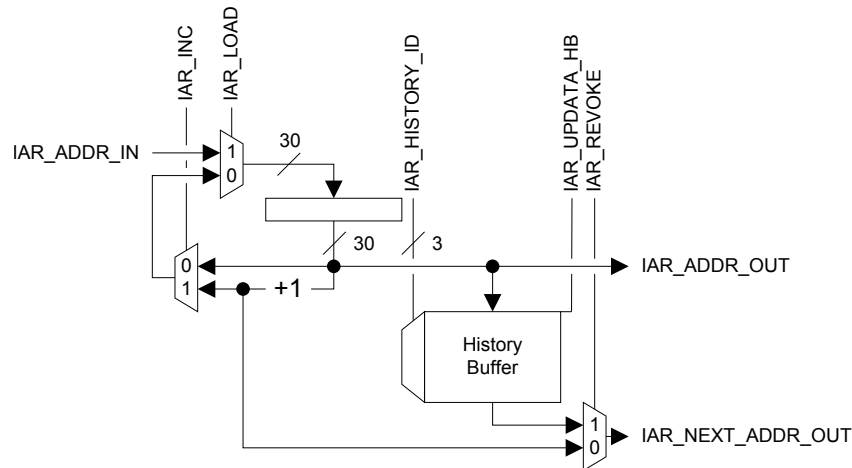 IAR_INC
IAR_LOAD
IAR_HISTORY_ID
IAR_UPDATA_HB
IAR_REVOKE
IAR_ADDR_IN
1
0
30
30
3
0
1
+1
IAR_ADDR_OUT
History
Buffer
1
0
IAR_NEXT_ADDR_OUT